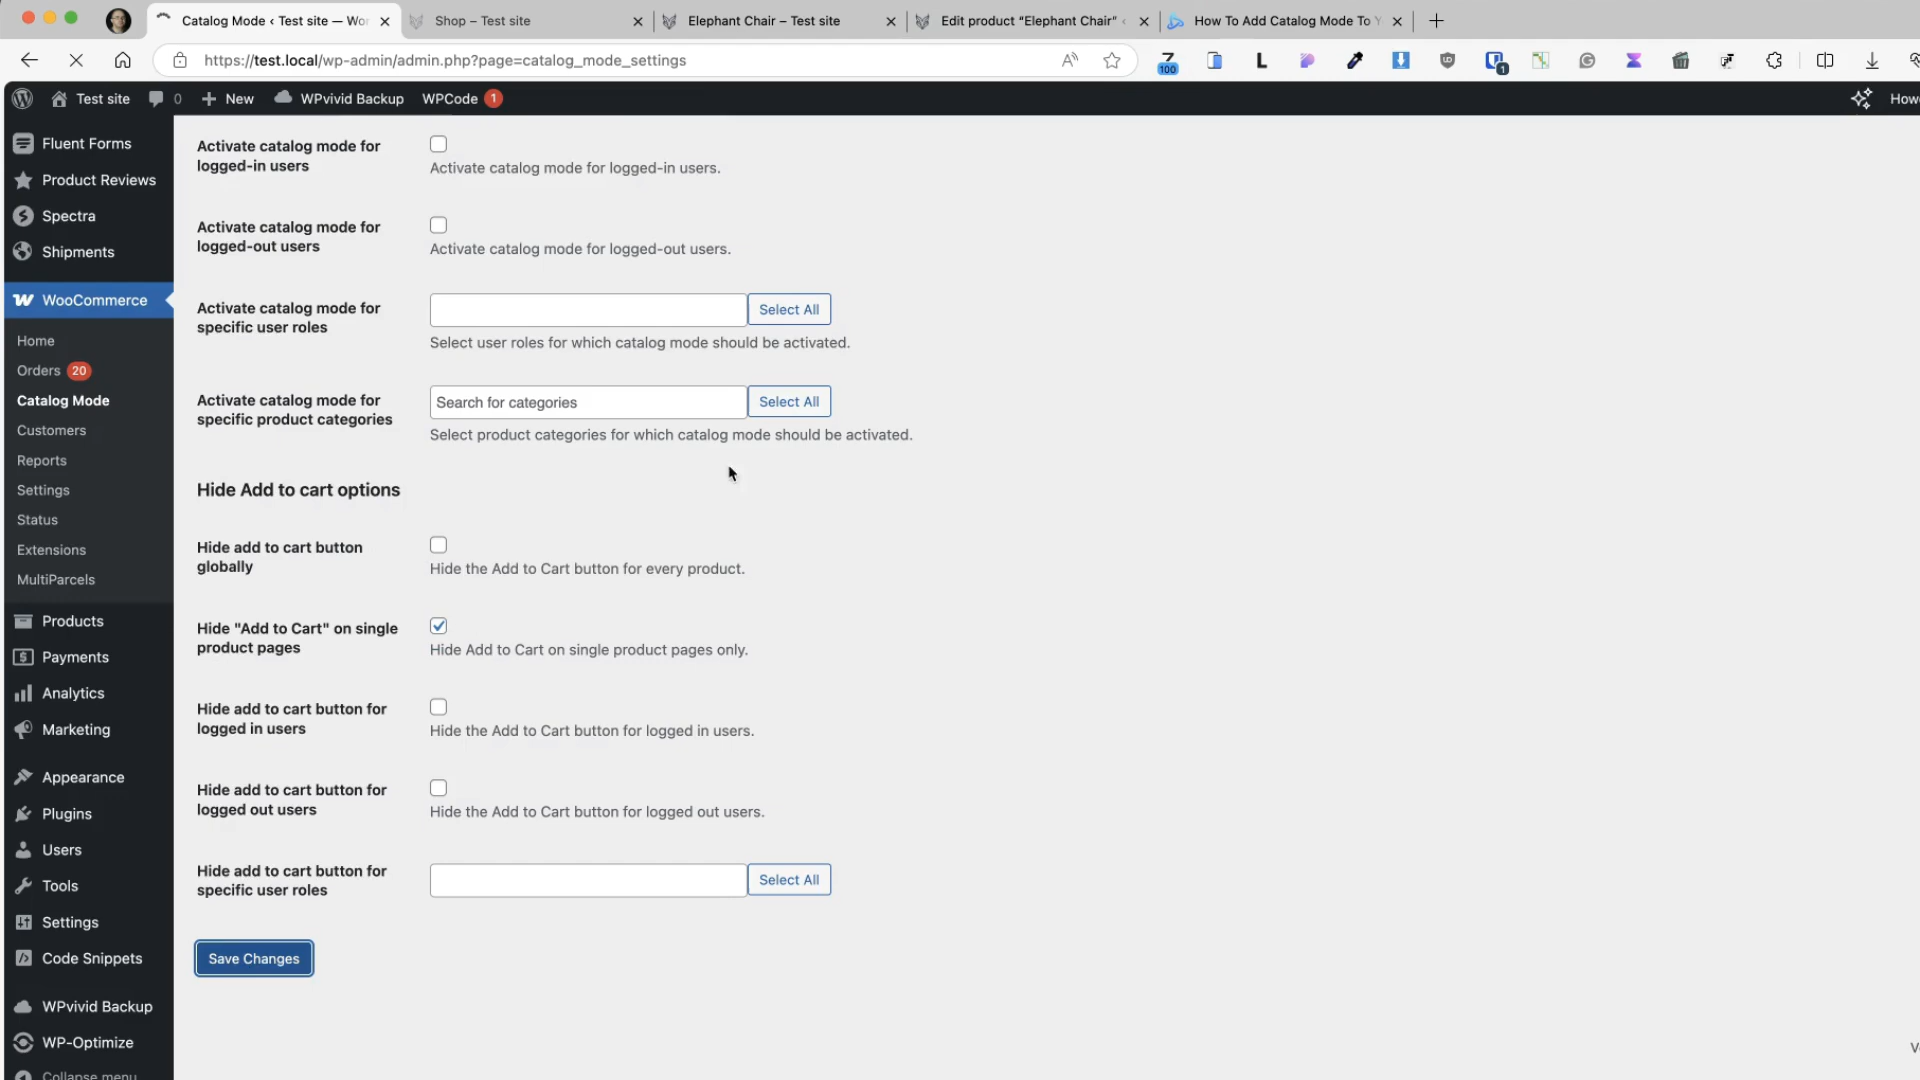 Catalog Mode ‹ Test site — Wor
Shop – Test site
Elephant Chair – Test site
Edit product “Elephant Chair” ‹
How To Add Catalog Mode To Y
https://test.local/wp-admin/admin.php?page=catalog_mode_settings
Test site
0
New
WPvivid Backup
WPCode 1
Howe
Fluent Forms
Product Reviews
Spectra
Shipments
WooCommerce
Home
Orders 20
Catalog Mode
Customers
Reports
Settings
Status
Extensions
MultiParcels
Products
Payments
Analytics
Marketing
Appearance
Plugins
Users
Tools
Settings
Code Snippets
WPvivid Backup
WP-Optimize
Collapse menu
Activate catalog mode for
logged-in users
Activate catalog mode for logged-in users.
Activate catalog mode for
logged-out users
Activate catalog mode for logged-out users.
Activate catalog mode for
specific user roles
Select All
Select user roles for which catalog mode should be activated.
Activate catalog mode for
specific product categories
Search for categories
Select All
Select product categories for which catalog mode should be activated.
Hide Add to cart options
Hide add to cart button
globally
Hide the Add to Cart button for every product.
Hide "Add to Cart" on single
product pages
Hide Add to Cart on single product pages only.
Hide add to cart button for
logged in users
Hide the Add to Cart button for logged in users.
Hide add to cart button for
logged out users
Hide the Add to Cart button for logged out users.
Hide add to cart button for
specific user roles
Select All
Save Changes